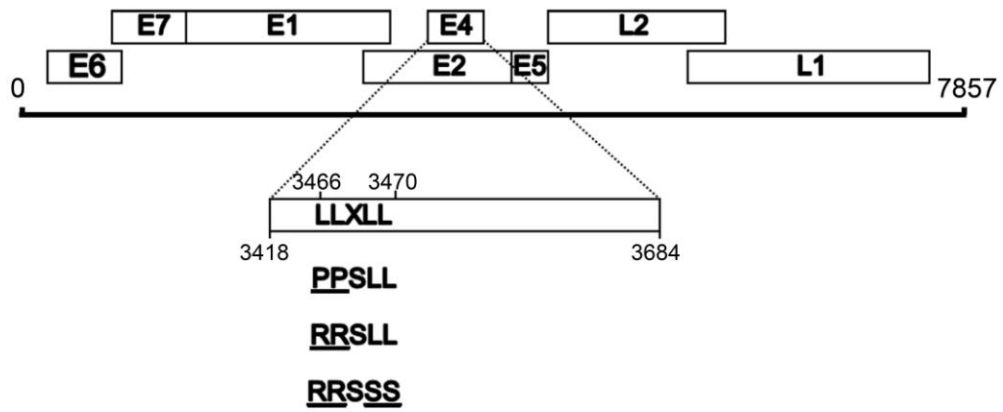 E7 E1 E4 L2
E6 E2 E5 L1
0 7857
3466 3470
LLXLL
3418 3684
PPSLL
RRSLL
RRSSS